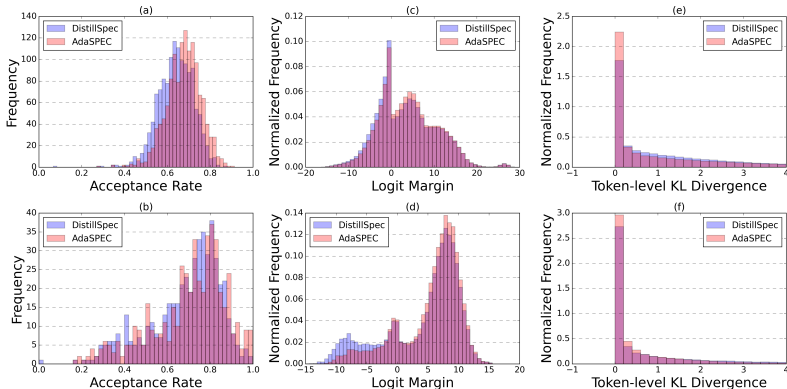 (a)
DistillSpec
AdaSPEC
Frequency
140
120
100
80
60
40
20
0
0.0 0.2 0.4 0.6 0.8 1.0
Acceptance Rate
(c)
DistillSpec
AdaSPEC
Normalized Frequency
0.12
0.10
0.08
0.06
0.04
0.02
0.00
−20 −10 0 10 20 30
Logit Margin
(e)
DistillSpec
AdaSPEC
Normalized Frequency
2.5
2.0
1.5
1.0
0.5
0.0
−1 0 1 2 3 4
Token-level KL Divergence
(b)
DistillSpec
AdaSPEC
Frequency
40
35
30
25
20
15
10
5
0.0 0.2 0.4 0.6 0.8 1.0
Acceptance Rate
(d)
DistillSpec
AdaSPEC
Normalized Frequency
0.14
0.12
0.10
0.08
0.06
0.04
0.02
0.00
−15 −10 −5 0 5 10 15 20
Logit Margin
(f)
DistillSpec
AdaSPEC
Normalized Frequency
3.0
2.5
2.0
1.5
1.0
0.5
0.0
−1 0 1 2 3 4
Token-level KL Divergence